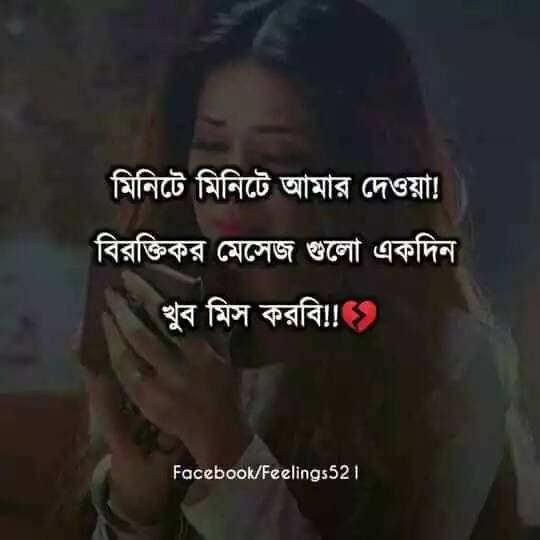 মিনিটে মিনিটে আমার দেওয়া!
বিরক্তিকর মেসেজ গুলো একদিন
খুব মিস করবি!!💔
Facebook/Feelings521